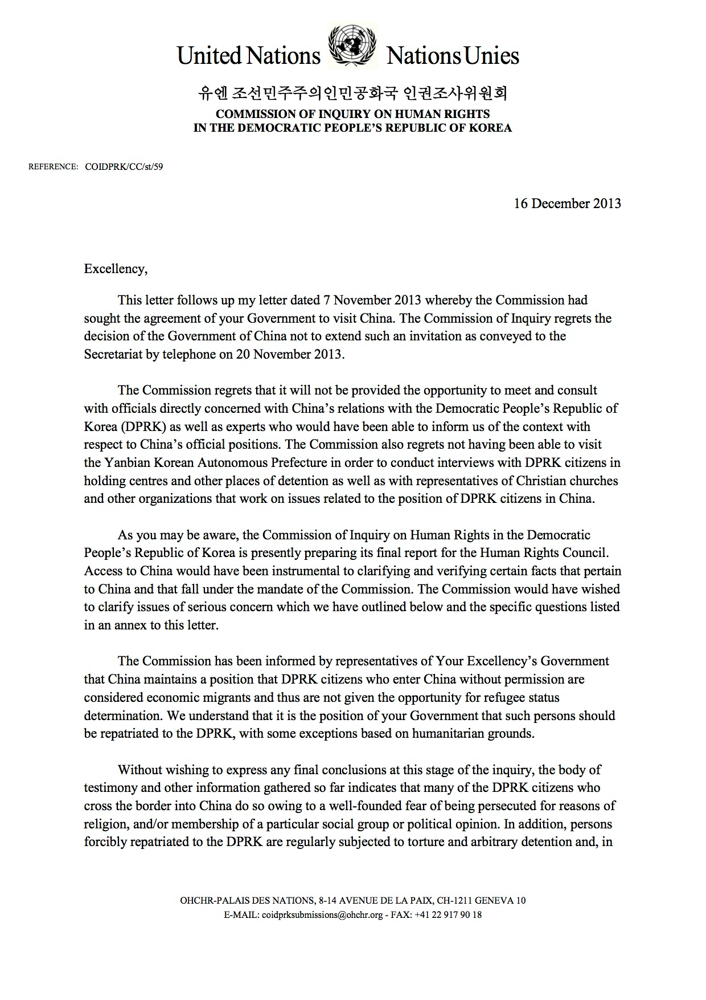 United Nations Nations Unies
유엔 조선민주주의인민공화국 인권조사위원회
COMMISSION OF INQUIRY ON HUMAN RIGHTS
IN THE DEMOCRATIC PEOPLE’S REPUBLIC OF KOREA
REFERENCE: COIDPRK/CC/st/59
16 December 2013
Excellency,
This letter follows up my letter dated 7 November 2013 whereby the Commission had
sought the agreement of your Government to visit China. The Commission of Inquiry regrets the
decision of the Government of China not to extend such an invitation as conveyed to the
Secretariat by telephone on 20 November 2013.
The Commission regrets that it will not be provided the opportunity to meet and consult
with officials directly concerned with China’s relations with the Democratic People’s Republic of
Korea (DPRK) as well as experts who would have been able to inform us of the context with
respect to China’s official positions. The Commission also regrets not having been able to visit
the Yanbian Korean Autonomous Prefecture in order to conduct interviews with DPRK citizens in
holding centres and other places of detention as well as with representatives of Christian churches
and other organizations that work on issues related to the position of DPRK citizens in China.
As you may be aware, the Commission of Inquiry on Human Rights in the Democratic
People’s Republic of Korea is presently preparing its final report for the Human Rights Council.
Access to China would have been instrumental to clarifying and verifying certain facts that pertain
to China and that fall under the mandate of the Commission. The Commission would have wished
to clarify issues of serious concern which we have outlined below and the specific questions listed
in an annex to this letter.
The Commission has been informed by representatives of Your Excellency’s Government
that China maintains a position that DPRK citizens who enter China without permission are
considered economic migrants and thus are not given the opportunity for refugee status
determination. We understand that it is the position of your Government that such persons should
be repatriated to the DPRK, with some exceptions based on humanitarian grounds.
Without wishing to express any final conclusions at this stage of the inquiry, the body of
testimony and other information gathered so far indicates that many of the DPRK citizens who
cross the border into China do so owing to a well-founded fear of being persecuted for reasons of
religion, and/or membership of a particular social group or political opinion. In addition, persons
forcibly repatriated to the DPRK are regularly subjected to torture and arbitrary detention and, in
OHCHR-PALAIS DES NATIONS, 8-14 AVENUE DE LA PAIX, CH-1211 GENEVA 10
E-MAIL: coidprksubmissions@ohchr.org - FAX: +41 22 917 90 18